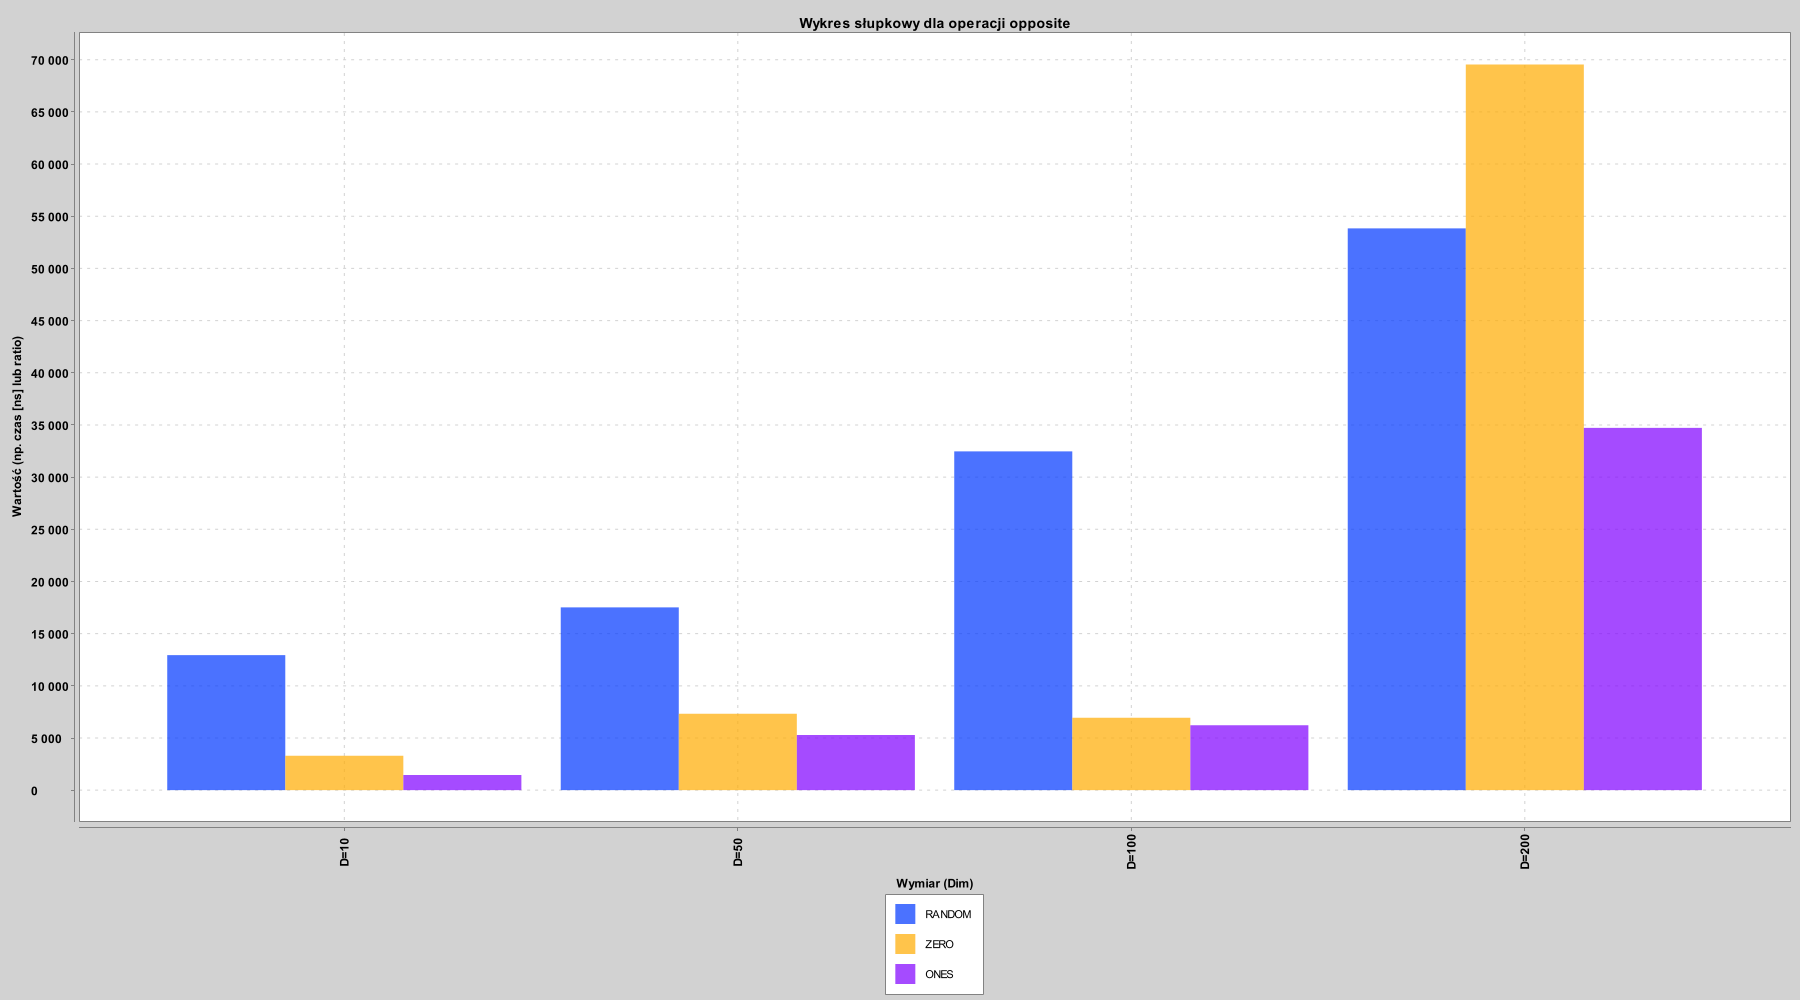 Wykres słupkowy dla operacji opposite
70 000
65 000
60 000
55 000
50 000
45 000
40 000
35 000
30 000
25 000
20 000
15 000
10 000
5 000
0
Wartość (np. czas [ns] lub ratio)
D=10
D=50
D=100
D=200
Wymiar (Dim)
RANDOM
ZERO
ONES